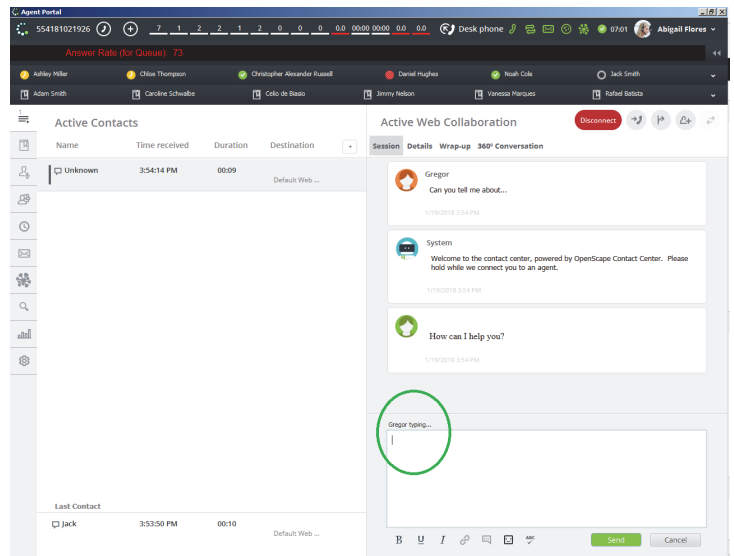 Agent Portal
554181021926 7 1 2 2 1 2 0 0 0 0.0 00:00 00:00 0.0 0.0 Desk phone 07:01 Abigail Flores
Answer Rate (for Queue) 73
Ashley Miller Chloe Thompson Christopher Alexander Russell Daniel Hughes Noah Cole Jack Smith
Adam Smith Caroline Schwalbe Celio de Biasio Jimmy Nelson Vanessa Marques Rafael Batista
Active Contacts
Name Time received Duration Destination
Unknown 3:54:14 PM 00:09
Default Web ...
Last Contact
Jack 3:53:50 PM 00:10
Default Web ...
Active Web Collaboration
Disconnect
Session Details Wrap-up 360º Conversation
Gregor
Can you tell me about...
1/19/2018 3:54 PM
System
Welcome to the contact center, powered by OpenScape Contact Center. Please
hold while we connect you to an agent.
1/19/2018 3:54 PM
How can I help you?
1/19/2018 3:54 PM
Gregor typing...
B U I ABC
Send Cancel